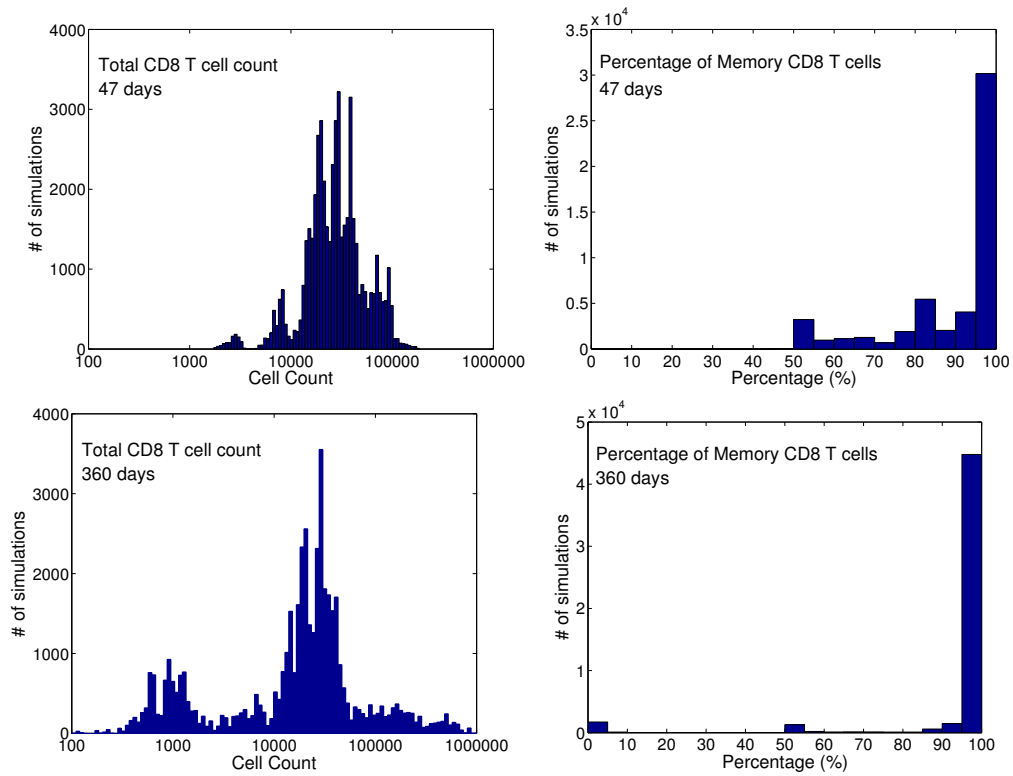 4000
3000
2000
1000
0
100 1000 10000 100000 1000000
# of simulations
Cell Count
Total CD8 T cell count
47 days
x 10^4
3.5
3
2.5
2
1.5
1
0.5
0
0 10 20 30 40 50 60 70 80 90 100
# of simulations
Percentage (%)
Percentage of Memory CD8 T cells
47 days
4000
3000
2000
1000
0
100 1000 10000 100000 1000000
# of simulations
Cell Count
Total CD8 T cell count
360 days
x 10^4
5
4
3
2
1
0
0 10 20 30 40 50 60 70 80 90 100
# of simulations
Percentage (%)
Percentage of Memory CD8 T cells
360 days